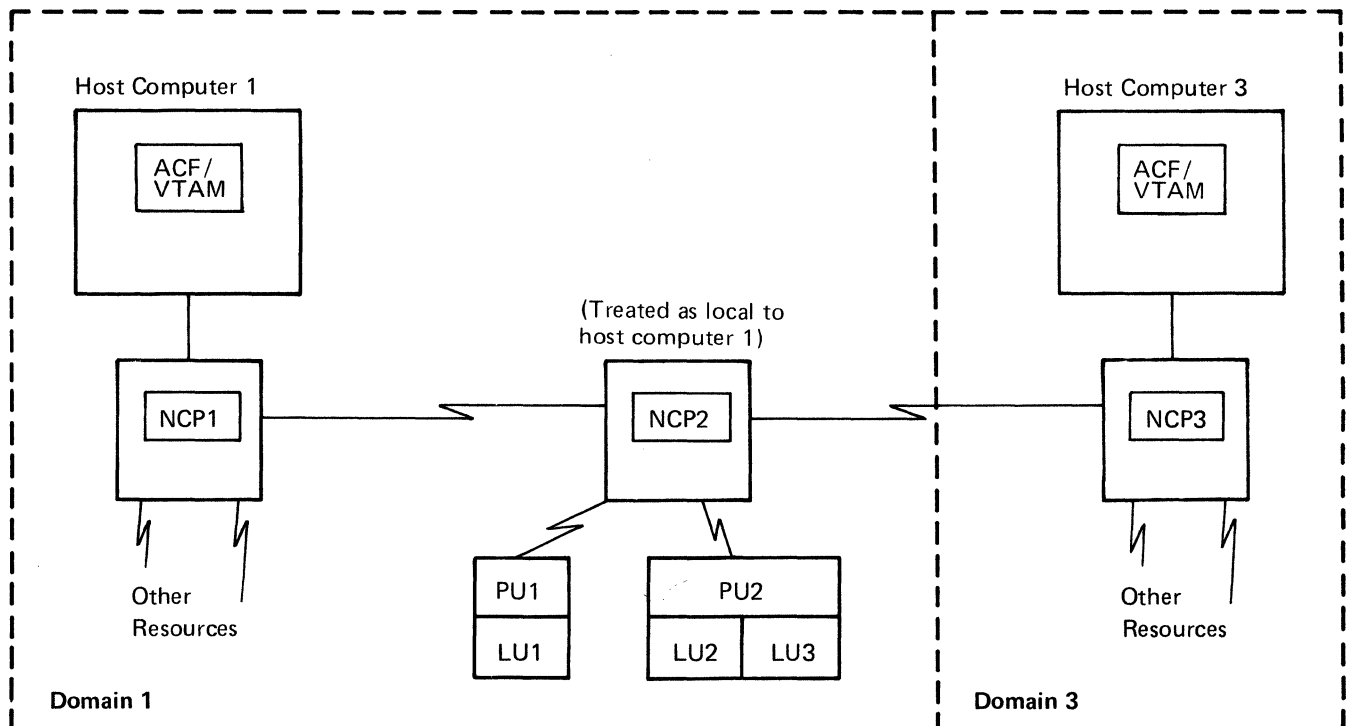 Host Computer 1
ACF/
VTAM
Host Computer 3
ACF/
VTAM
(Treated as local to
host computer 1)
NCP1
NCP2
NCP3
PU1
LU1
PU2
LU2
LU3
Other
Resources
Other
Resources
Domain 1
Domain 3